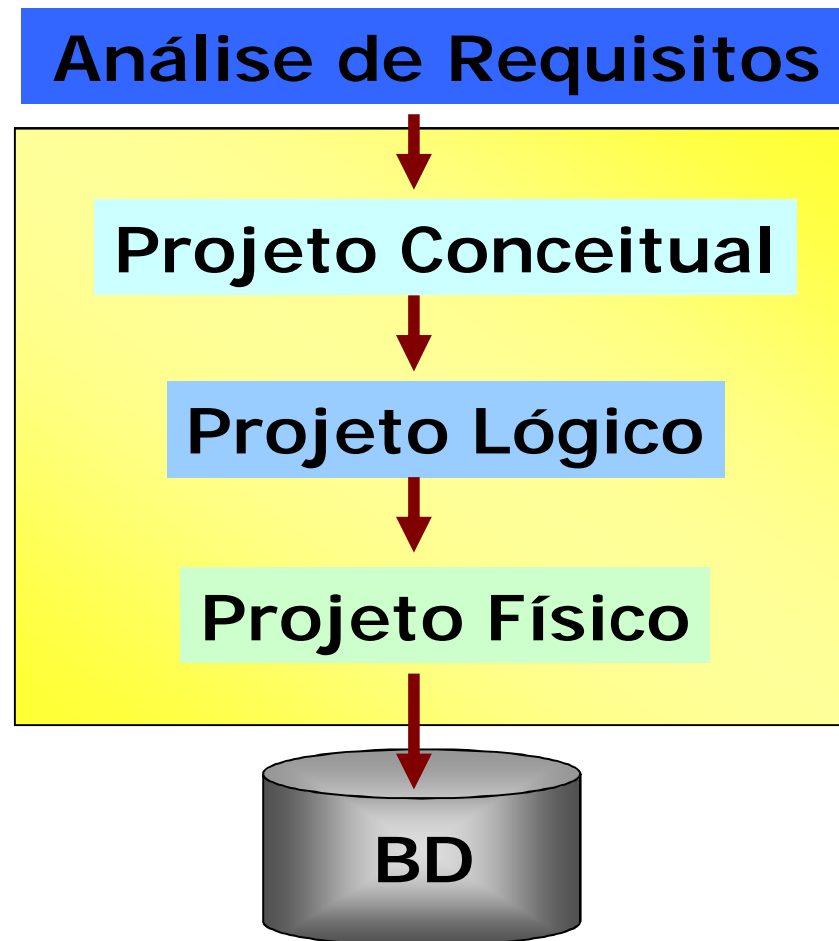 Análise de Requisitos
Projeto Conceitual
Projeto Lógico
Projeto Físico
BD